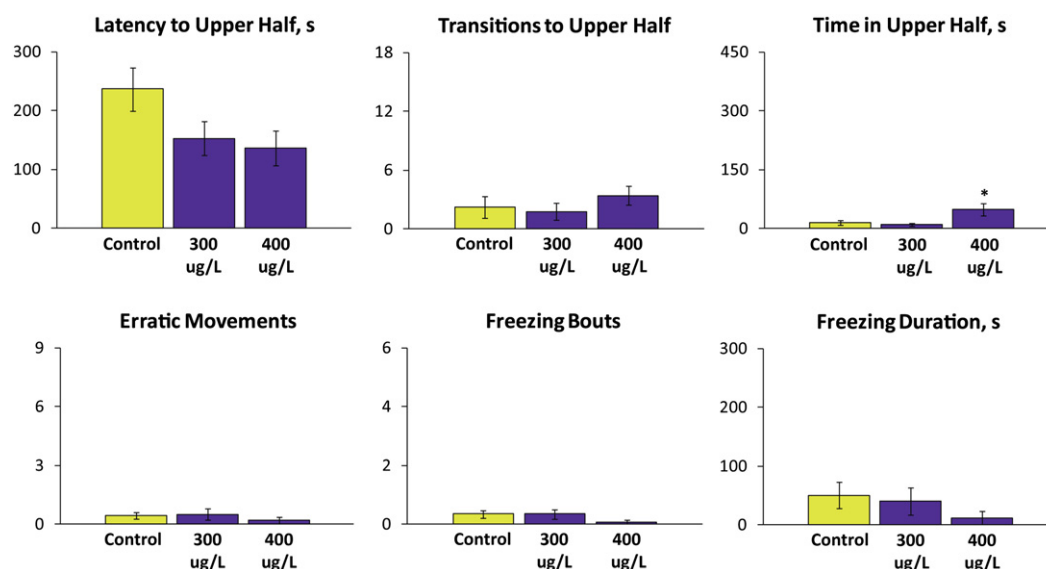 Latency to Upper Half, s
300
200
100
0
Control
300
ug/L
400
ug/L
Transitions to Upper Half
18
12
6
0
Control
300
ug/L
400
ug/L
Time in Upper Half, s
450
300
150
0
*
Control
300
ug/L
400
ug/L
Erratic Movements
9
6
3
0
Control
300
ug/L
400
ug/L
Freezing Bouts
6
4
2
0
Control
300
ug/L
400
ug/L
Freezing Duration, s
300
200
100
0
Control
300
ug/L
400
ug/L